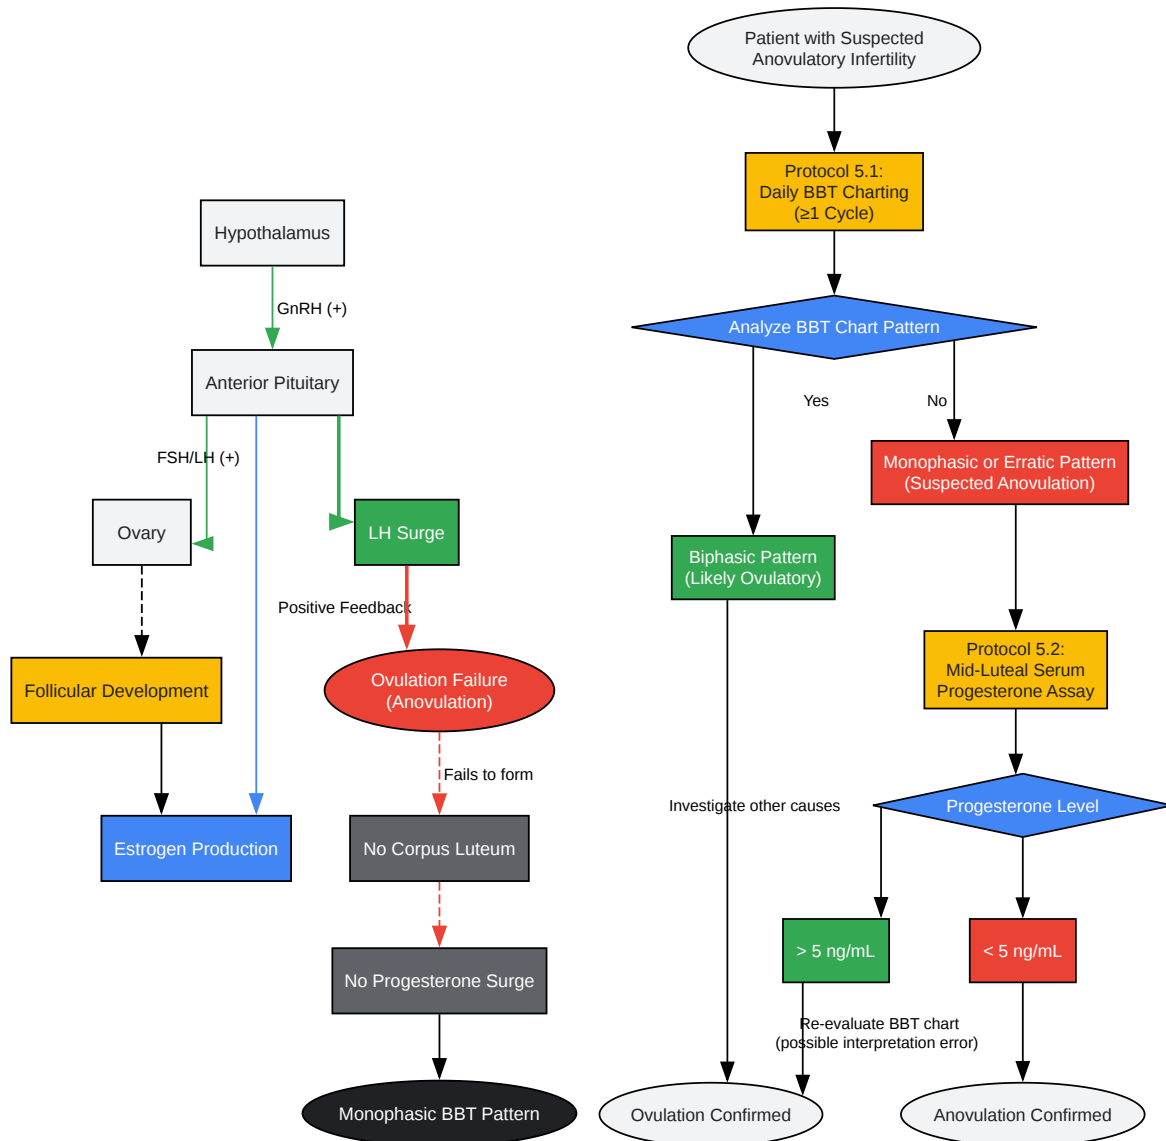 Hypothalamus
GnRH (+)
Anterior Pituitary
FSH/LH (+)
Ovary
LH Surge
Positive Feedback
Follicular Development
Ovulation Failure
(Anovulation)
Fails to form
Estrogen Production
No Corpus Luteum
No Progesterone Surge
Monophasic BBT Pattern
Patient with Suspected
Anovulatory Infertility
Protocol 5.1:
Daily BBT Charting
(≥1 Cycle)
Analyze BBT Chart Pattern
Yes
No
Monophasic or Erratic Pattern
(Suspected Anovulation)
Biphasic Pattern
(Likely Ovulatory)
Protocol 5.2:
Mid-Luteal Serum
Progesterone Assay
Investigate other causes
Progesterone Level
> 5 ng/mL
< 5 ng/mL
Re-evaluate BBT chart
(possible interpretation error)
Ovulation Confirmed
Anovulation Confirmed